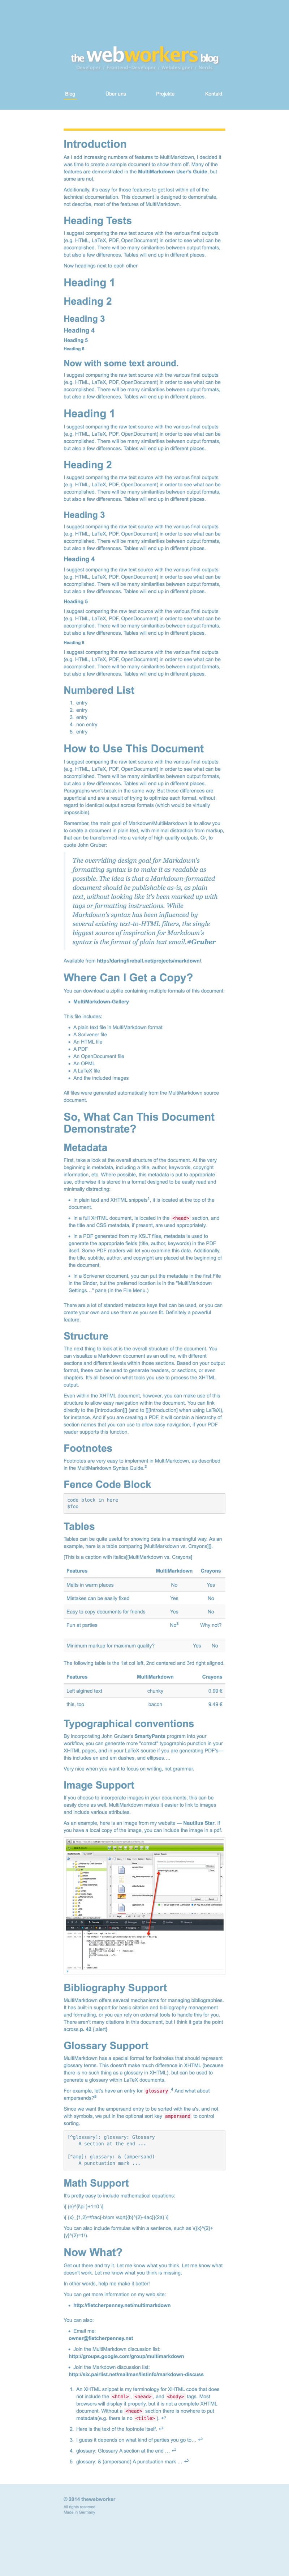 the webworkers blog
Blog Über uns Projekte Kontakt
Introduction
As I add increasing numbers of features to MultiMarkdown, I decided it
was time to create a sample document to show them off. Many of the
features are demonstrated in the MultiMarkdown User's Guide, but
some are not.
Additionally, it's easy for those features to get lost within all of the
technical documentation. This document is designed to demonstrate,
not describe, most of the features of MultiMarkdown.
Heading Tests
I suggest comparing the raw text source with the various final outputs
(e.g. HTML, LaTeX, PDF, OpenDocument) in order to see what can be
accomplished. There will be many similarities between output formats,
but also a few differences. Tables will end up in different places.
Now headings next to each other
Heading 1
Heading 2
Heading 3
Heading 4
Heading 5
Heading 6
Now with some text around.
I suggest comparing the raw text source with the various final outputs
(e.g. HTML, LaTeX, PDF, OpenDocument) in order to see what can be
accomplished. There will be many similarities between output formats,
but also a few differences. Tables will end up in different places.
Heading 1
I suggest comparing the raw text source with the various final outputs
(e.g. HTML, LaTeX, PDF, OpenDocument) in order to see what can be
accomplished. There will be many similarities between output formats,
but also a few differences. Tables will end up in different places.
Heading 2
I suggest comparing the raw text source with the various final outputs
(e.g. HTML, LaTeX, PDF, OpenDocument) in order to see what can be
accomplished. There will be many similarities between output formats,
but also a few differences. Tables will end up in different places.
Heading 3
I suggest comparing the raw text source with the various final outputs
(e.g. HTML, LaTeX, PDF, OpenDocument) in order to see what can be
accomplished. There will be many similarities between output formats,
but also a few differences. Tables will end up in different places.
Heading 4
I suggest comparing the raw text source with the various final outputs
(e.g. HTML, LaTeX, PDF, OpenDocument) in order to see what can be
accomplished. There will be many similarities between output formats,
but also a few differences. Tables will end up in different places.
Heading 5
I suggest comparing the raw text source with the various final outputs
(e.g. HTML, LaTeX, PDF, OpenDocument) in order to see what can be
accomplished. There will be many similarities between output formats,
but also a few differences. Tables will end up in different places.
Heading 6
I suggest comparing the raw text source with the various final outputs
(e.g. HTML, LaTeX, PDF, OpenDocument) in order to see what can be
accomplished. There will be many similarities between output formats,
but also a few differences. Tables will end up in different places.
Numbered List
1. entry
2. entry
3. entry
4. non entry
5. entry
How to Use This Document
I suggest comparing the raw text source with the various final outputs
(e.g. HTML, LaTeX, PDF, OpenDocument) in order to see what can be
accomplished. There will be many similarities between output formats,
but also a few differences. Tables will end up in different places.
Paragraphs won't break in the same way. But these differences are
superficial and are a result of trying to optimize each format, without
regard to identical output across formats (which would be virtually
impossible).
Remember, the main goal of Markdown\MultiMarkdown is to allow you
to create a document in plain text, with minimal distraction from markup,
that can be transformed into a variety of high quality outputs. Or, to
quote John Gruber:
The overriding design goal for Markdown's
formatting syntax is to make it as readable as
possible. The idea is that a Markdown-formatted
document should be publishable as-is, as plain
text, without looking like it's been marked up with
tags or formatting instructions. While
Markdown's syntax has been influenced by
several existing text-to-HTML filters, the single
biggest source of inspiration for Markdown's
syntax is the format of plain text email.#Gruber
Available from http://daringfireball.net/projects/markdown/.
Where Can I Get a Copy?
You can download a zipfile containing multiple formats of this document:
• MultiMarkdown-Gallery
This file includes:
• A plain text file in MultiMarkdown format
• A Scrivener file
• An HTML file
• A PDF
• An OpenDocument file
• An OPML
• A LaTeX file
• And the included images
All files were generated automatically from the MultiMarkdown source
document.
So, What Can This Document
Demonstrate?
Metadata
First, take a look at the overall structure of the document. At the very
beginning is metadata, including a title, author, keywords, copyright
information, etc. Where possible, this metadata is put to appropriate
use, otherwise it is stored in a format designed to be easily read and
minimally distracting.
• In plain text and XHTML snippets1, it is located at the top of the
document.
• In a full XHTML document, is located in the <head> section, and
the title and CSS metadata, if present, are used appropriately.
• In a PDF generated from my XSLT files, metadata is used to
generate the appropriate fields (title, author, keywords) in the PDF
itself. Some PDF readers will let you examine this data. Additionally,
the title, subtitle, author, and copyright are placed at the beginning of
the document.
• In a Scrivener document, you can put the metadata in the first File
in the Binder, but the preferred location is in the "MultiMarkdown
Settings…" pane (in the File Menu.)
There are a lot of standard metadata keys that can be used, or you can
create your own and use them as you see fit. Definitely a powerful
feature.
Structure
The next thing to look at is the overall structure of the document. You
can visualize a Markdown document as an outline, with different
sections and different levels within those sections. Based on your output
format, these can be used to generate headers, or sections, or even
chapters. It's all based on what tools you use to process the XHTML
output.
Even within the XHTML document, however, you can make use of this
structure to allow easy navigation within the document. You can link
directly to the [Introduction][] (and to [][Introduction] when using LaTeX),
for instance. And if you are creating a PDF, it will contain a hierarchy of
section names that you can use to allow easy navigation, if your PDF
reader supports this function.
Footnotes
Footnotes are very easy to implement in MultiMarkdown, as described
in the MultiMarkdown Syntax Guide.2
Fence Code Block
code block in here
$foo
Tables
Tables can be quite useful for showing data in a meaningful way. As an
example, here is a table comparing [MultiMarkdown vs. Crayons][].
[This is a caption with italics][MultiMarkdown vs. Crayons]
Features MultiMarkdown Crayons
Melts in warm places No Yes
Mistakes can be easily fixed Yes No
Easy to copy documents for friends Yes No
Fun at parties No3 Why not?
Minimum markup for maximum quality? Yes No
The following table is the 1st col left, 2nd centered and 3rd right aligned.
Features MultiMarkdown Crayons
Left aligned text chunky 0,99 €
this, too bacon 9.49 €
Typographical conventions
By incorporating John Gruber's SmartyPants program into your
workflow, you can generate more "correct" typographic punction in your
XHTML pages, and in your LaTeX source if you are generating PDF's—
this includes en and em dashes, and ellipses …
Very nice when you want to focus on writing, not grammar.
Image Support
If you choose to incorporate images in your documents, this can be
easily done as well. MultiMarkdown makes it easier to link to images
and include various attributes.
As an example, here is an image from my website — Nautilus Star. If
you have a local copy of the image, you can include the image in a pdf.
Bibliography Support
MultiMarkdown offers several mechanisms for managing bibliographies.
It has built-in support for basic citation and bibliography management
and formatting, or you can rely on external tools to handle this for you.
There aren't many citations in this document, but I think it gets the point
across.p. 42 (.alert)
Glossary Support
MultiMarkdown has a special format for footnotes that should represent
glossary terms. This doesn't make much difference in XHTML (because
there is no such thing as a glossary in XHTML), but can be used to
generate a glossary within LaTeX documents.
For example, let's have an entry for glossary.4 And what about
ampersands?5
Since we want the ampersand entry to be sorted with the a's, and not
with symbols, we put in the optional sort key ampersand to control
sorting.
[^glossary]: glossary: Glossary
A section at the end ...
[^amp]: glossary: & (ampersand)
A punctuation mark ...
Math Support
It's pretty easy to include mathematical equations:
\[ {e}^{i\pi }+1=0 \]
\[ {x}_{1,2}=\frac{-b\pm \sqrt{{b}^{2}-4ac}}{2a} \]
You can also include formulas within a sentence, such as \({x}^{2}+
{y}^{2}=1\).
Now What?
Get out there and try it. Let me know what you think. Let me know what
doesn't work. Let me know what you think is missing.
In other words, help me make it better!
You can get more information on my web site:
• http://fletcherpenney.net/multimarkdown
You can also:
• Email me:
owner@fletcherpenney.net
• Join the MultiMarkdown discussion list:
http://groups.google.com/group/multimarkdown
• Join the Markdown discussion list:
http://six.pairlist.net/mailman/listinfo/markdown-discuss
1. An XHTML snippet is my terminology for XHTML code that does
not include the <html>, <head>, and <body> tags. Most
browsers will display it properly, but it is not a complete XHTML
document. Without a <head> section there is nowhere to put
metadata(e.g. there is no <title>). ↩
2. Here is the text of the footnote itself. ↩
3. I guess it depends on what kind of parties you go to… ↩
4. glossary: Glossary A section at the end … ↩
5. glossary: & (ampersand) A punctuation mark … ↩
© 2014 thewebworker
All rights reserved
Made in Germany